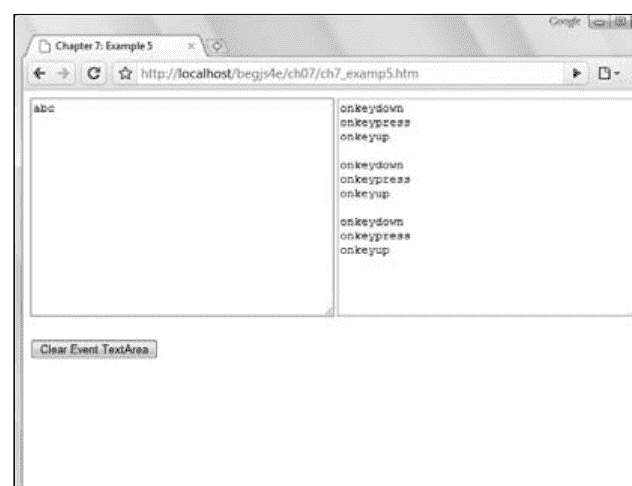 Google
Chapter 7: Example 5
http://localhost/begjs4e/ch07/ch7_examp5.htm
abc
onkeydown
onkeypress
onkeyup
onkeydown
onkeypress
onkeyup
onkeydown
onkeypress
onkeyup
Clear Event TextArea